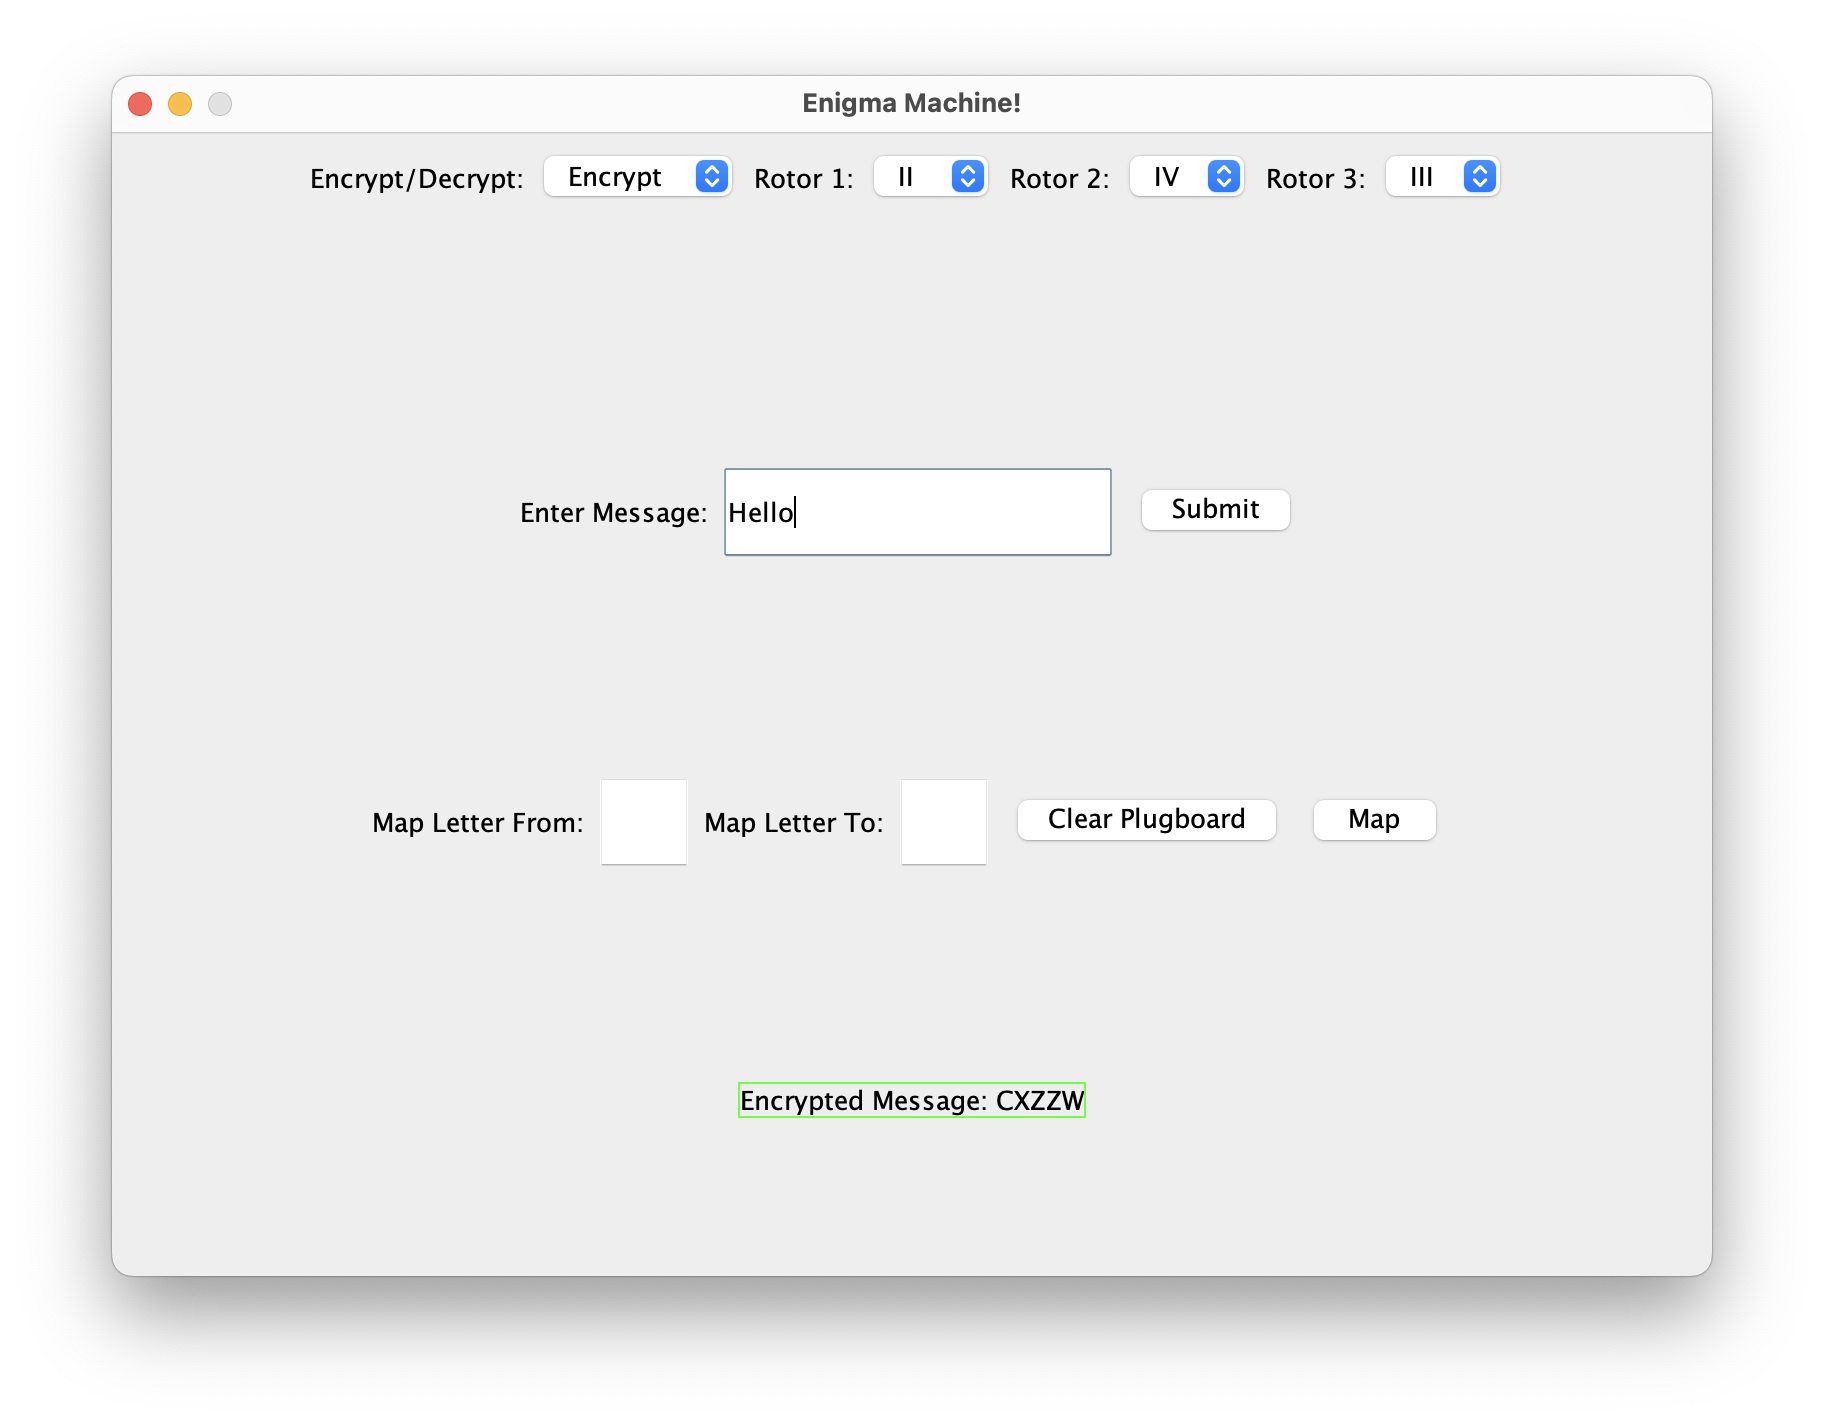 Enigma Machine!
Encrypt/Decrypt: Encrypt Rotor 1: II Rotor 2: IV Rotor 3: III
Enter Message: Hello Submit
Map Letter From: Map Letter To: Clear Plugboard Map
Encrypted Message: CXZZW